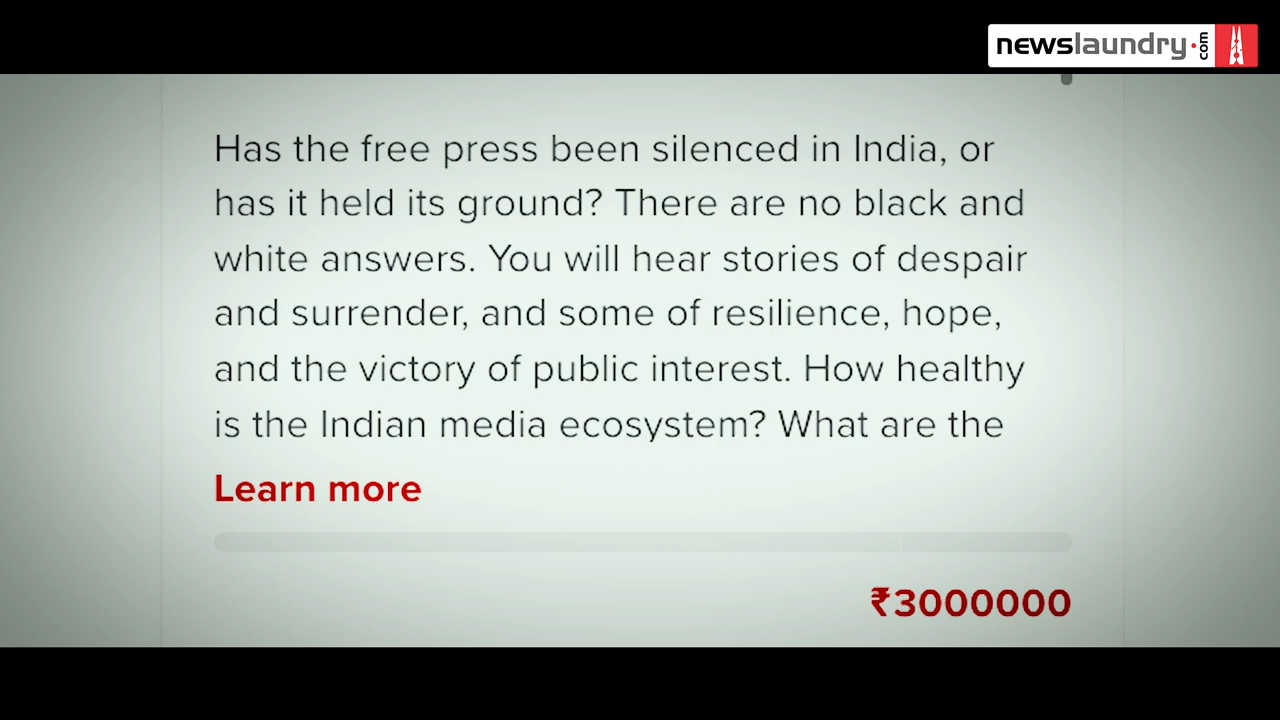 newslaundry.com
Has the free press been silenced in India, or
has it held its ground? There are no black and
white answers. You will hear stories of despair
and surrender, and some of resilience, hope,
and the victory of public interest. How healthy
is the Indian media ecosystem? What are the
Learn more
₹3000000